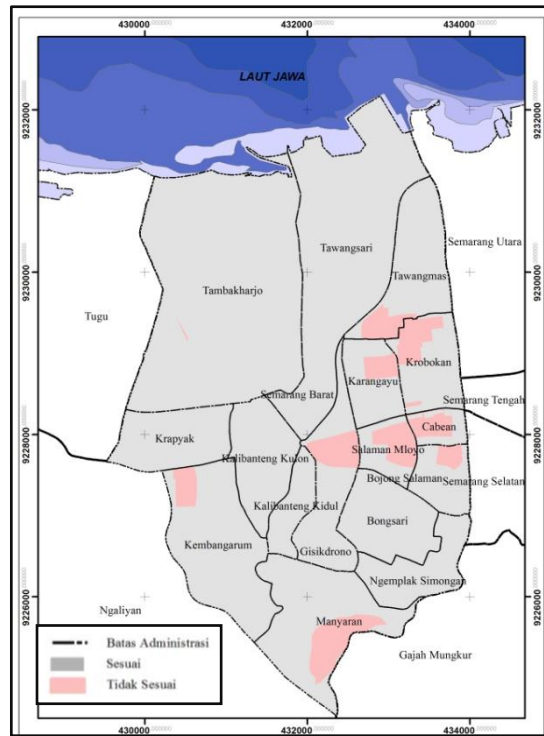 430000 432000 434000
LAUT JAWA
9232000 9232000
Tawangsari
Semarang Utara
9230000 9230000
Tawangmas
Tambakharjo
Tugu
Krobokan
Karangayu
Semarang Barat
Semarang Tengah
Cabean
9228000 9228000
Krapyak
Salaman Mloyo
Kalibanteng Kulon
Bojong Salaman
Semarang Selatan
Kalibanteng Kidul
Bongsari
Kembangarum
Gisikdrono
Ngemplak Simongan
9226000 9226000
Ngaliyan
Manyaran
Gajah Mungkur
Batas Administrasi
Sesuai
Tidak Sesuai
430000 432000 434000